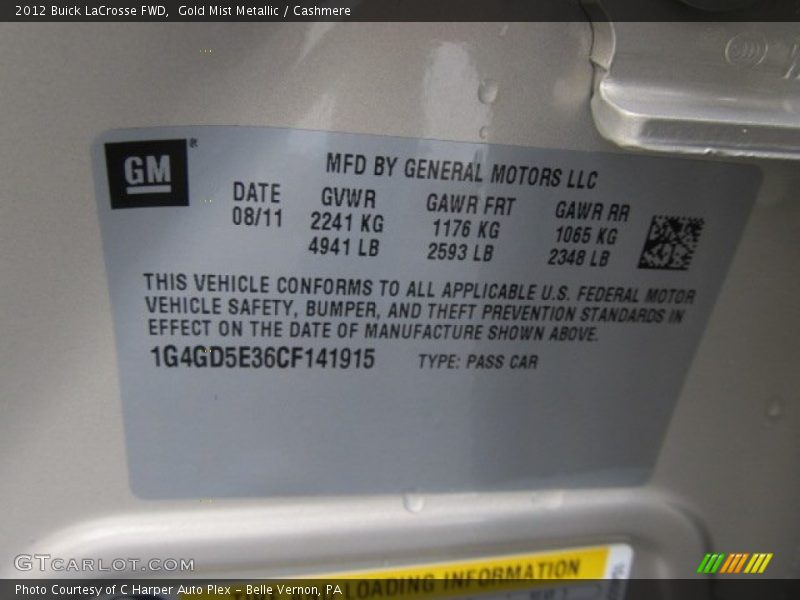 2012 Buick LaCrosse FWD, Gold Mist Metallic / Cashmere
GM
®
MFD BY GENERAL MOTORS LLC
DATE GVWR GAWR FRT GAWR RR
08/11 2241 KG 1176 KG 1065 KG
4941 LB 2593 LB 2348 LB
THIS VEHICLE CONFORMS TO ALL APPLICABLE U.S. FEDERAL MOTOR
VEHICLE SAFETY, BUMPER, AND THEFT PREVENTION STANDARDS IN
EFFECT ON THE DATE OF MANUFACTURE SHOWN ABOVE.
1G4GD5E36CF141915 TYPE: PASS CAR
LOADING INFORMATION
GTCARLOT.COM
Photo Courtesy of C Harper Auto Plex - Belle Vernon, PA